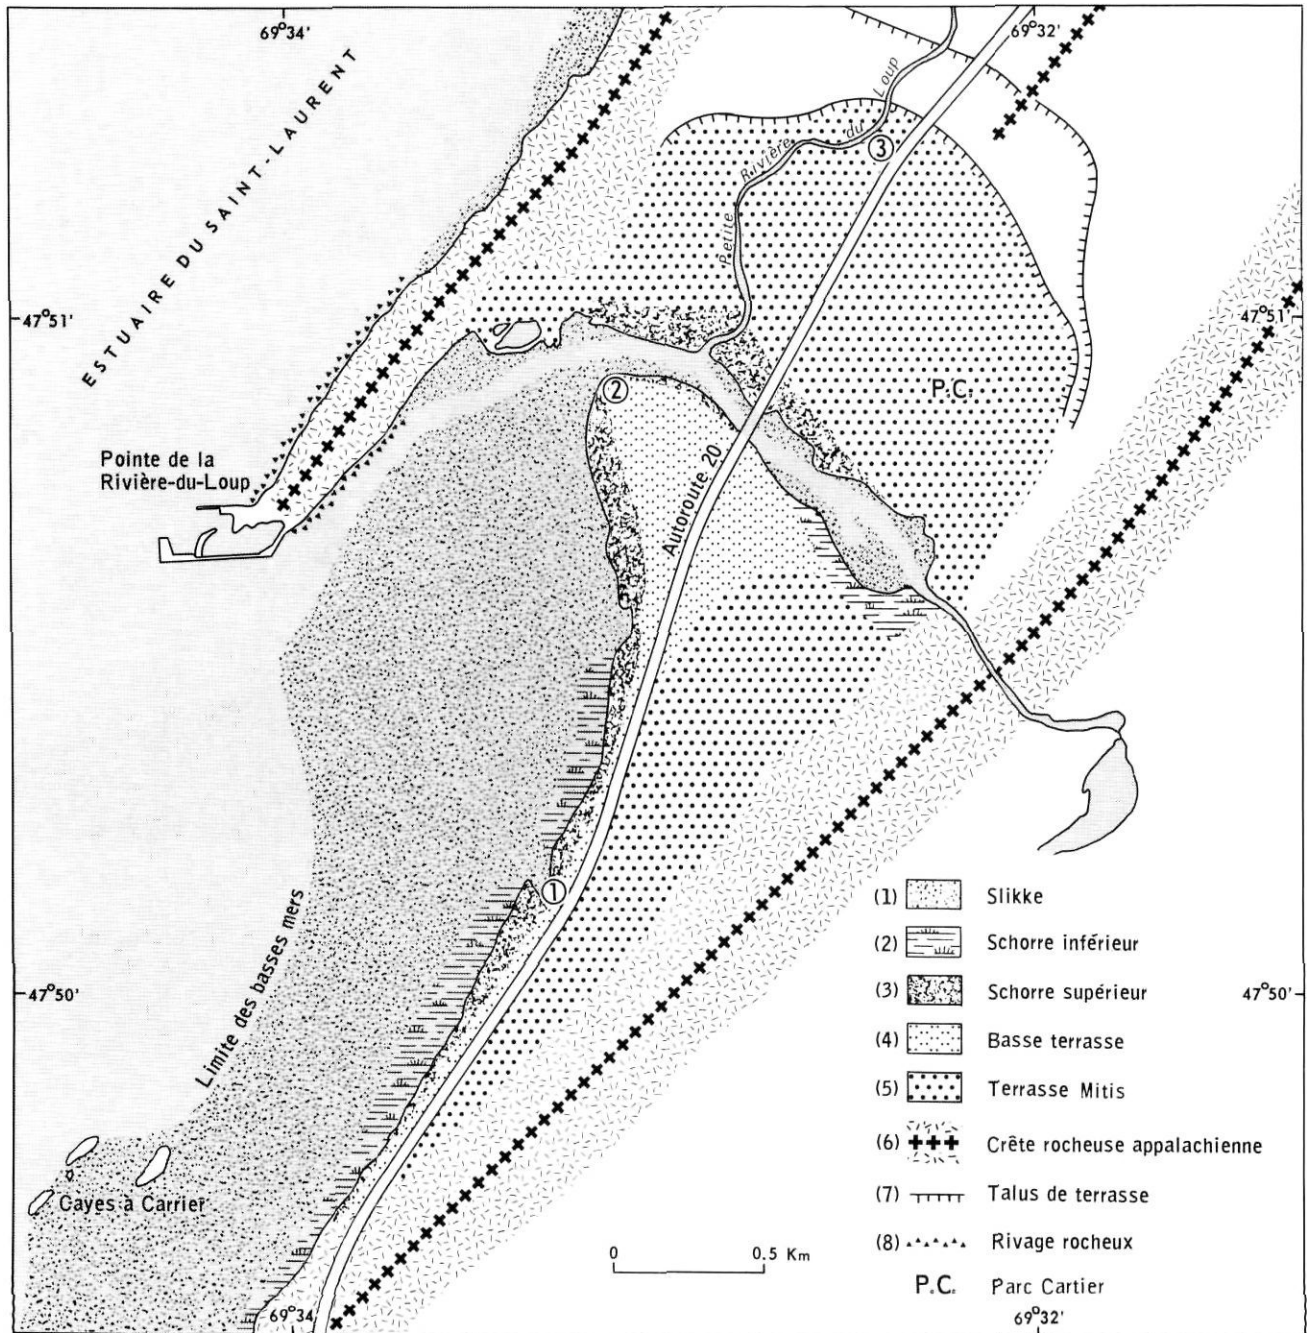 69°34'
69°32'
ESTUAIRE DU SAINT-LAURENT
Petite Rivière du Loup
3
47°51'
47°51'
2
P.C.
Pointe de la
Rivière-du-Loup
Autoroute 20
1
Limite des basses mers
47°50'
47°50'
Cayes à Carrier
(1) Slikke
(2) Schorre inférieur
(3) Schorre supérieur
(4) Basse terrasse
(5) Terrasse Mitis
(6) Crête rocheuse appalachienne
(7) Talus de terrasse
(8) Rivage rocheux
P.C. Parc Cartier
0 0.5 Km
69°34
69°32'